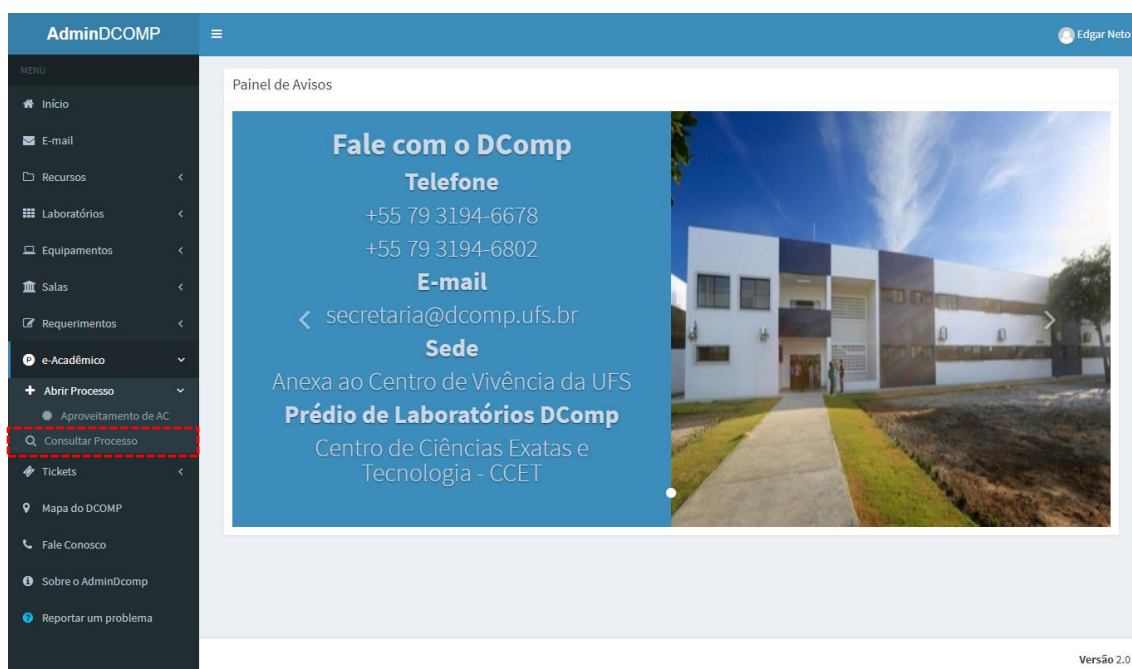 AdminDCOMP
Edgar Neto
MENU
Início
E-mail
Recursos
Laboratórios
Equipamentos
Salas
Requerimentos
e-Acadêmico
Abrir Processo
Aproveitamento de AC
Consultar Processo
Tickets
Mapa do DCOMP
Fale Conosco
Sobre o AdminDcomp
Reportar um problema
Painel de Avisos
Fale com o DComp
Telefone
+55 79 3194-6678
+55 79 3194-6802
E-mail
secretaria@dcomp.ufs.br
Sede
Anexa ao Centro de Vivência da UFS
Prédio de Laboratórios DComp
Centro de Ciências Exatas e
Tecnologia - CCET
Versão 2.0